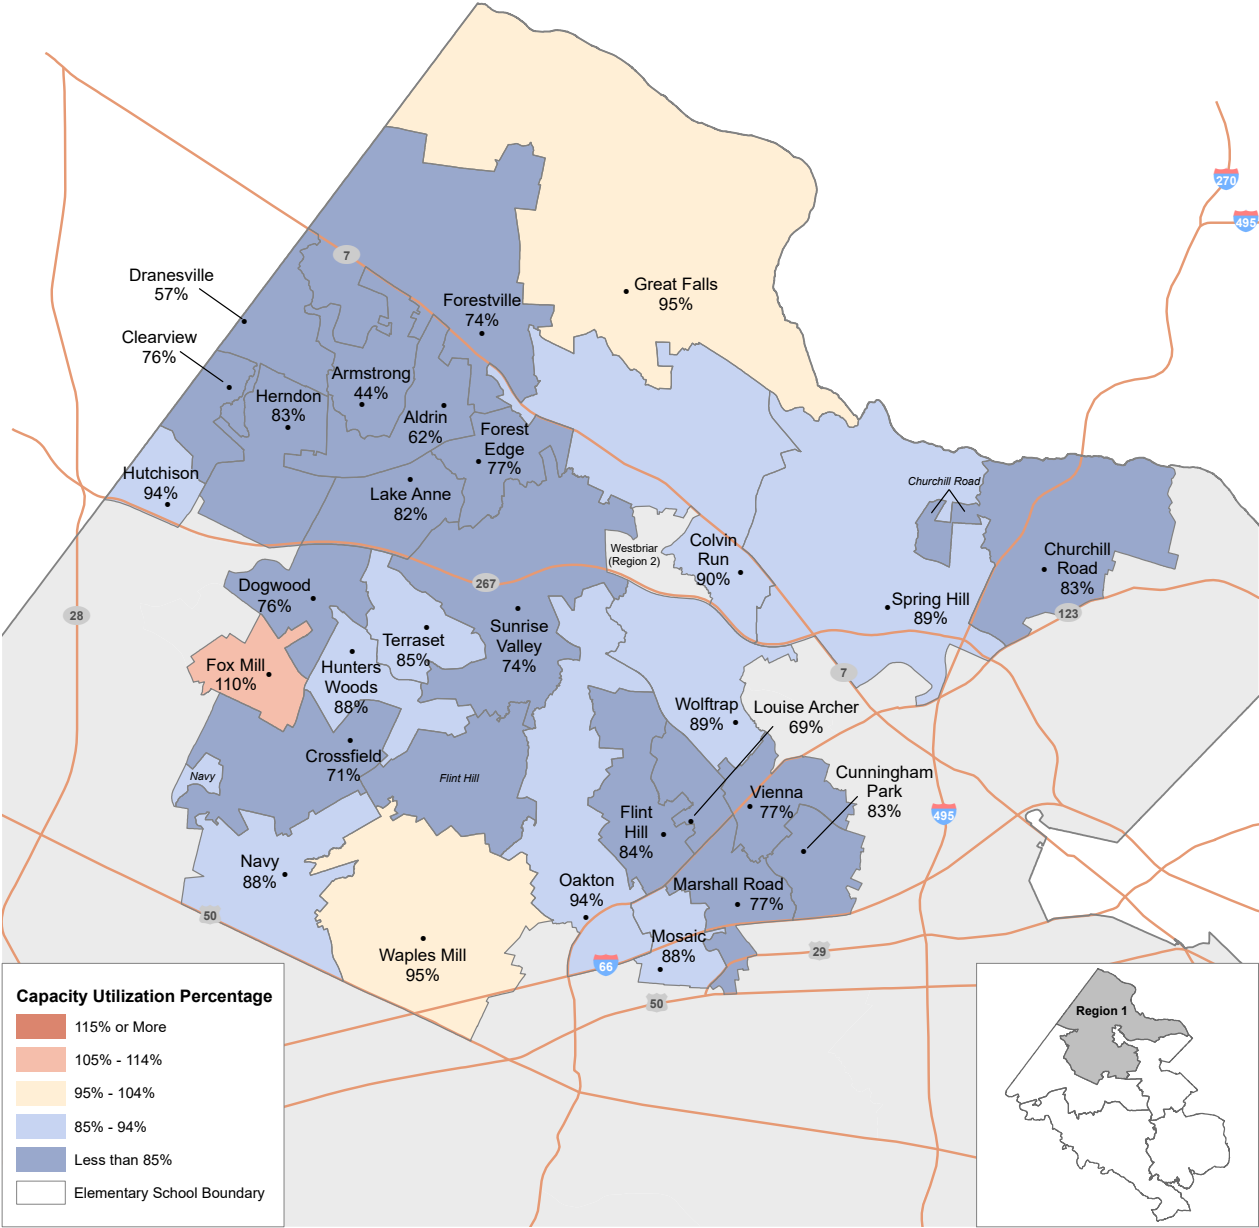 270
495
7
Dranesville
57%
Great Falls
95%
Forestville
74%
Clearview
76%
Armstrong
44%
Herndon
83%
Aldrin
62%
Forest
Edge
77%
Hutchison
94%
Churchill Road
Lake Anne
82%
Westbriar
(Region 2)
Colvin
Run
90%
Churchill
Road
83%
Dogwood
76%
267
Spring Hill
89%
123
28
Sunrise
Valley
74%
Terraset
85%
Fox Mill
110%
Hunters
Woods
88%
7
Wolftrap
89%
Louise Archer
69%
Crossfield
71%
Navy
Flint Hill
Cunningham
Park
83%
Vienna
77%
Flint
Hill
84%
495
Navy
88%
Oakton
94%
Marshall Road
77%
50
Mosaic
88%
29
Waples Mill
95%
66
50
Capacity Utilization Percentage
115% or More
105% - 114%
95% - 104%
85% - 94%
Less than 85%
Elementary School Boundary
Region 1